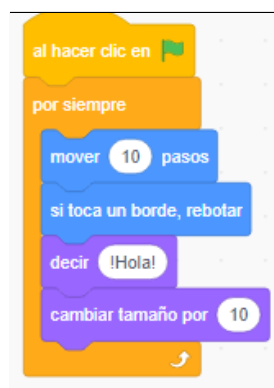 al hacer clic en
por siempre
mover 10 pasos
si toca un borde, rebotar
decir !Hola!
cambiar tamaño por 10